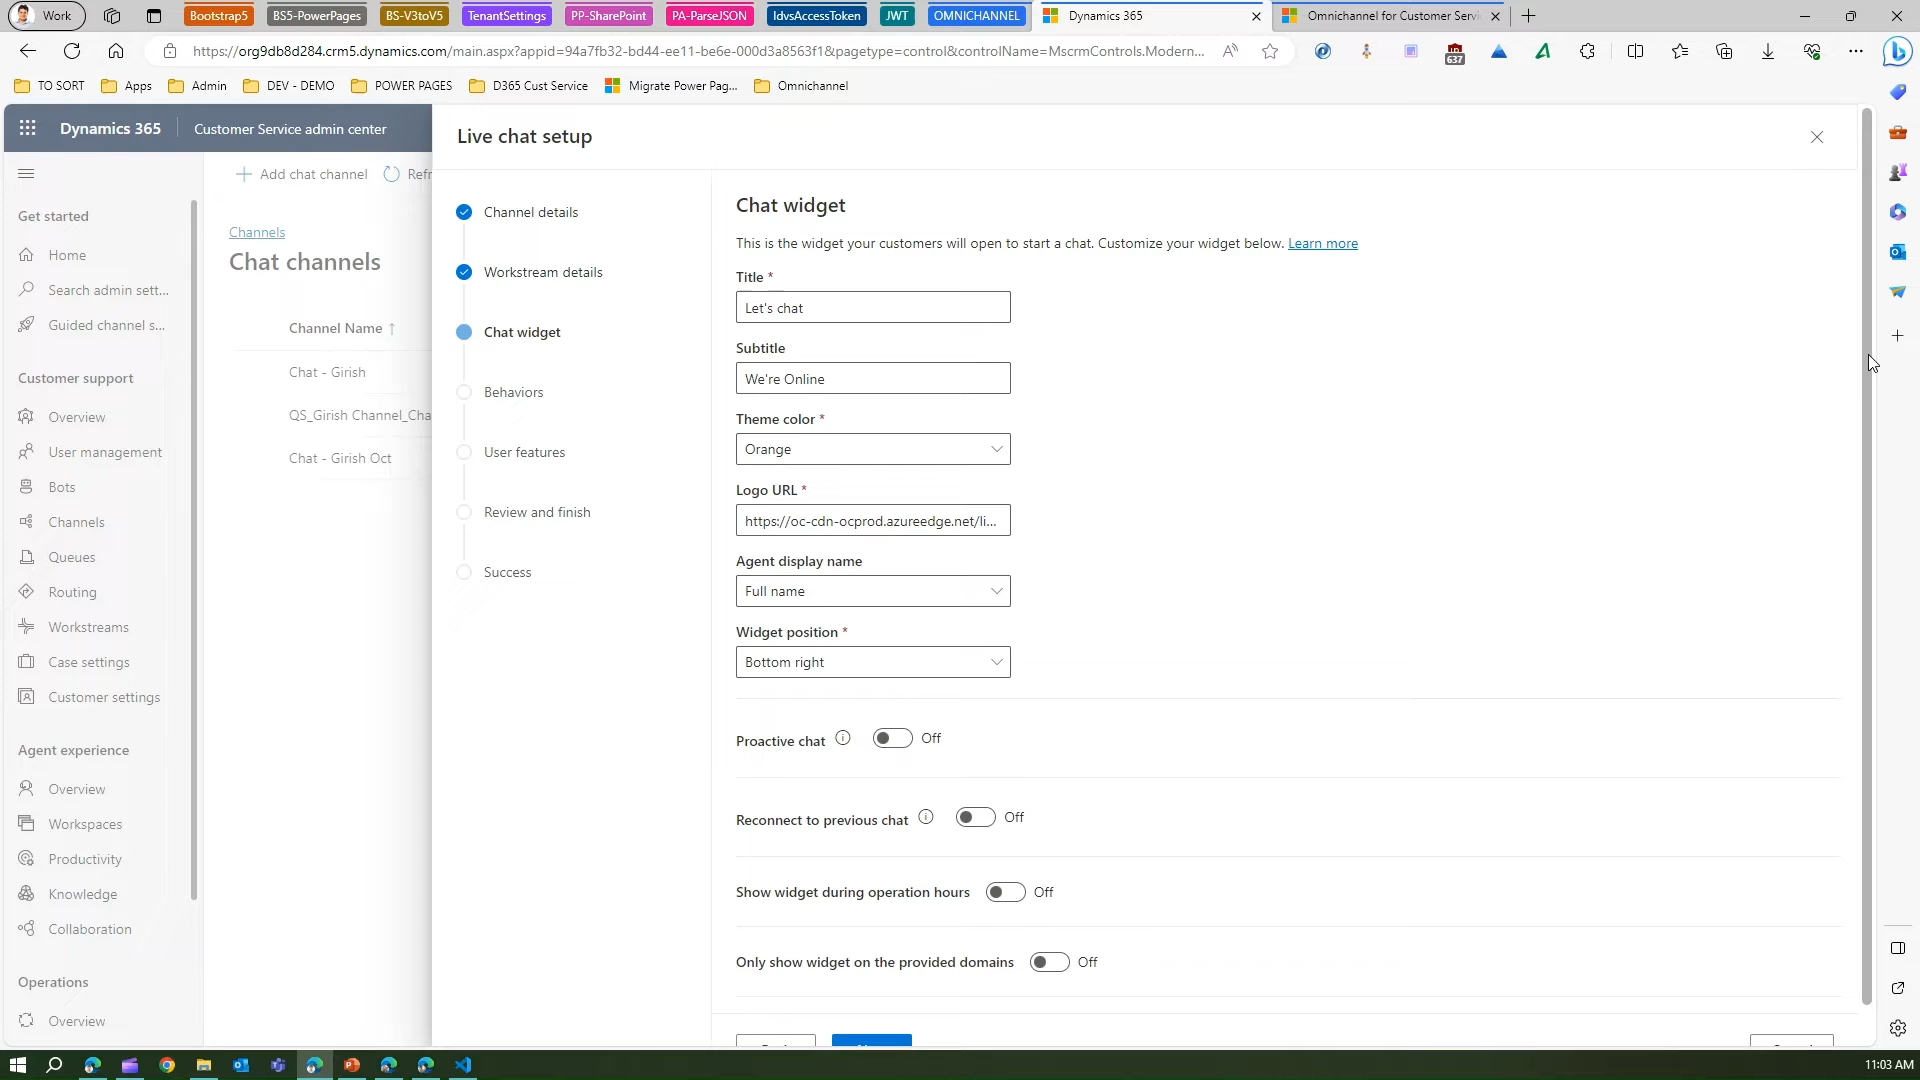 Work
Bootstrap5
BS5-PowerPages
BS-V3toV5
TenantSettings
PP-SharePoint
PA-ParseJSON
IdvsAccessToken
JWT
OMNICHANNEL
Dynamics 365
Omnichannel for Customer Servi
https://org9db8d284.crm5.dynamics.com/main.aspx?appid=94a7fb32-bd44-ee11-be6e-000d3a8563f1&pagetype=control&controlName=MscrmControls.Modern...
637
TO SORT
Apps
Admin
DEV - DEMO
POWER PAGES
D365 Cust Service
Migrate Power Pag...
Omnichannel
Dynamics 365
Customer Service admin center
Get started
Home
Search admin sett...
Guided channel s...
Customer support
Overview
User management
Bots
Channels
Queues
Routing
Workstreams
Case settings
Customer settings
Agent experience
Overview
Workspaces
Productivity
Knowledge
Collaboration
Operations
Overview
Add chat channel
Refr
Channels
Chat channels
Channel Name ↑
Chat - Girish
QS_Girish Channel_Cha
Chat - Girish Oct
Live chat setup
Channel details
Workstream details
Chat widget
Behaviors
User features
Review and finish
Success
Chat widget
This is the widget your customers will open to start a chat. Customize your widget below. Learn more
Title *
Let's chat
Subtitle
We're Online
Theme color *
Orange
Logo URL *
https://oc-cdn-ocprod.azureedge.net/li...
Agent display name
Full name
Widget position *
Bottom right
Proactive chat
Off
Reconnect to previous chat
Off
Show widget during operation hours
Off
Only show widget on the provided domains
Off
11:03 AM